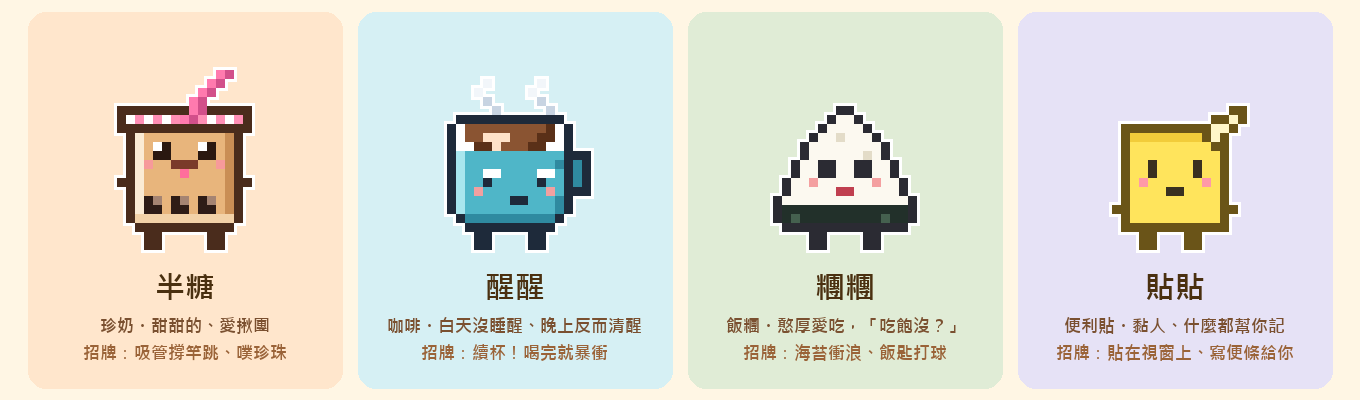 半糖
珍奶・甜甜的、愛揪團
招牌：吸管撐竿跳、噗珍珠
醒醒
咖啡・白天沒睡醒、晚上反而清醒
招牌：續杯！喝完就暴衝
糰糰
飯糰・憨厚愛吃，「吃飽沒？」
招牌：海苔衝浪、飯匙打球
貼貼
便利貼・黏人、什麼都幫你記
招牌：貼在視窗上、寫便條給你